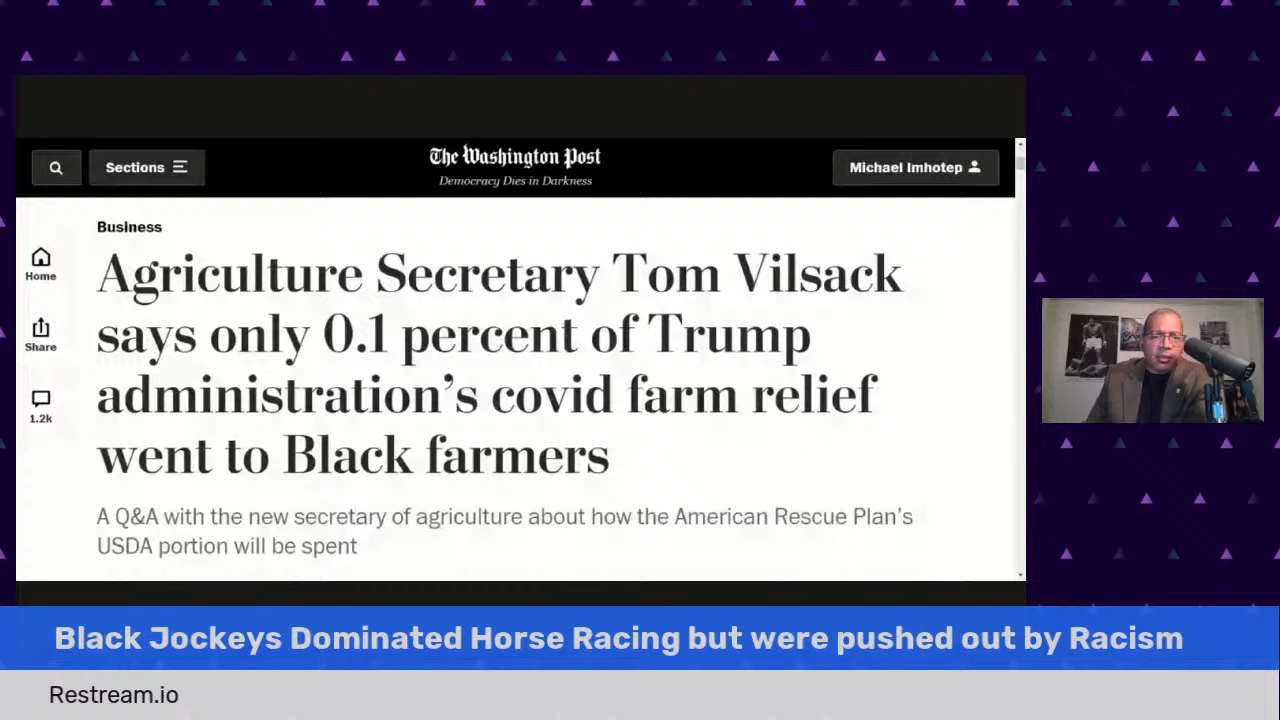 The Washington Post
Democracy Dies in Darkness
Sections
Michael Imhotep
Business
Home
Share
1.2k
Agriculture Secretary Tom Vilsack
says only 0.1 percent of Trump
administration’s covid farm relief
went to Black farmers
A Q&A with the new secretary of agriculture about how the American Rescue Plan’s
USDA portion will be spent
Black Jockeys Dominated Horse Racing but were pushed out by Racism
Restream.io